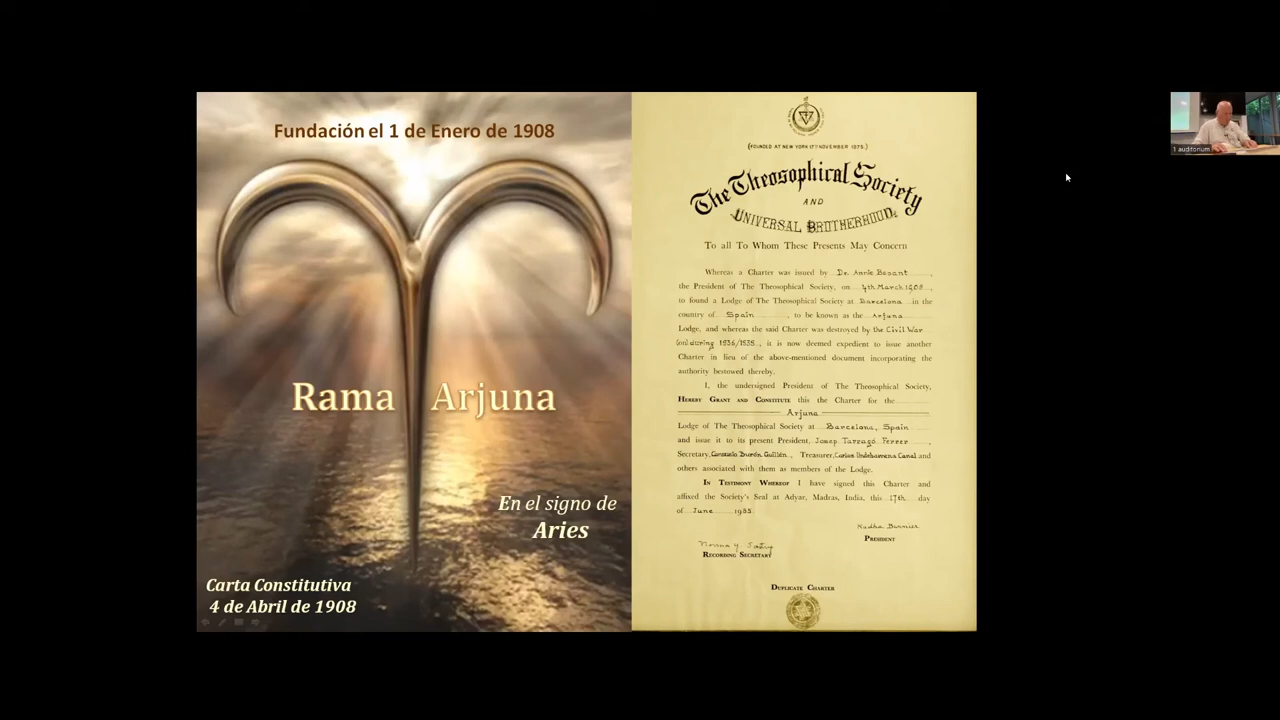 Fundación el 1 de Enero de 1908
Rama Arjuna
En el signo de
Aries
Carta Constitutiva
4 de Abril de 1908
(FOUNDED AT NEW YORK 17TH NOVEMBER 1875.)
The Theosophical Society
AND
UNIVERSAL BROTHERHOOD.
To all To Whom These Presents May Concern
Whereas a Charter was issued by Dr. Annie Besant,
the President of The Theosophical Society, on 4th March 1908,
to found a Lodge of The Theosophical Society at Barcelona in the
country of Spain, to be known as the Arjuna
Lodge, and whereas the said Charter was destroyed by the Civil War
(on) during 1936/1938., it is now deemed expedient to issue another
Charter in lieu of the above-mentioned document incorporating the
authority bestowed thereby.
I, the undersigned President of The Theosophical Society,
HEREBY GRANT AND CONSTITUTE this the Charter for the
Arjuna
Lodge of The Theosophical Society at Barcelona, Spain
and issue it to its present President, Josep Tarragó Ferrer,
Secretary, Consuelo Burón Guillén, Treasurer, Carlos Canal and
others associated with them as members of the Lodge.
IN TESTIMONY WHEREOF I have signed this Charter and
affixed the Society's Seal at Adyar, Madras, India, this 17th day
of June 1985.
Radha Burnier
PRESIDENT
RECORDING SECRETARY
DUPLICATE CHARTER
1 auditorium